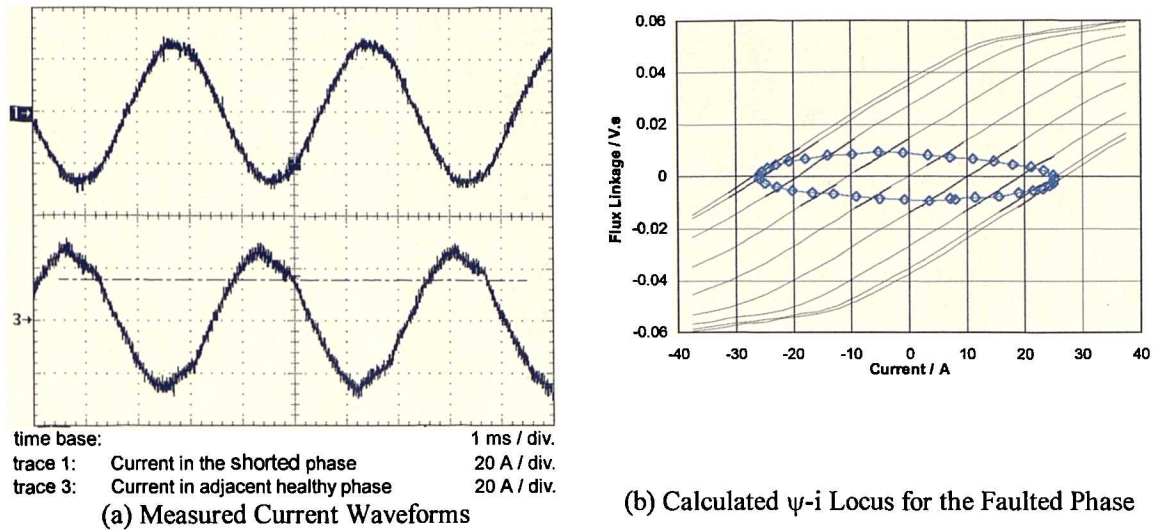 1→
3→
time base: 1 ms / div.
trace 1: Current in the shorted phase 20 A / div.
trace 3: Current in adjacent healthy phase 20 A / div.
(a) Measured Current Waveforms
0.06
0.04
0.02
0
-0.02
-0.04
-0.06
Flux Linkage / V.s
-40 -30 -20 -10 0 10 20 30 40
Current / A
(b) Calculated ψ-i Locus for the Faulted Phase